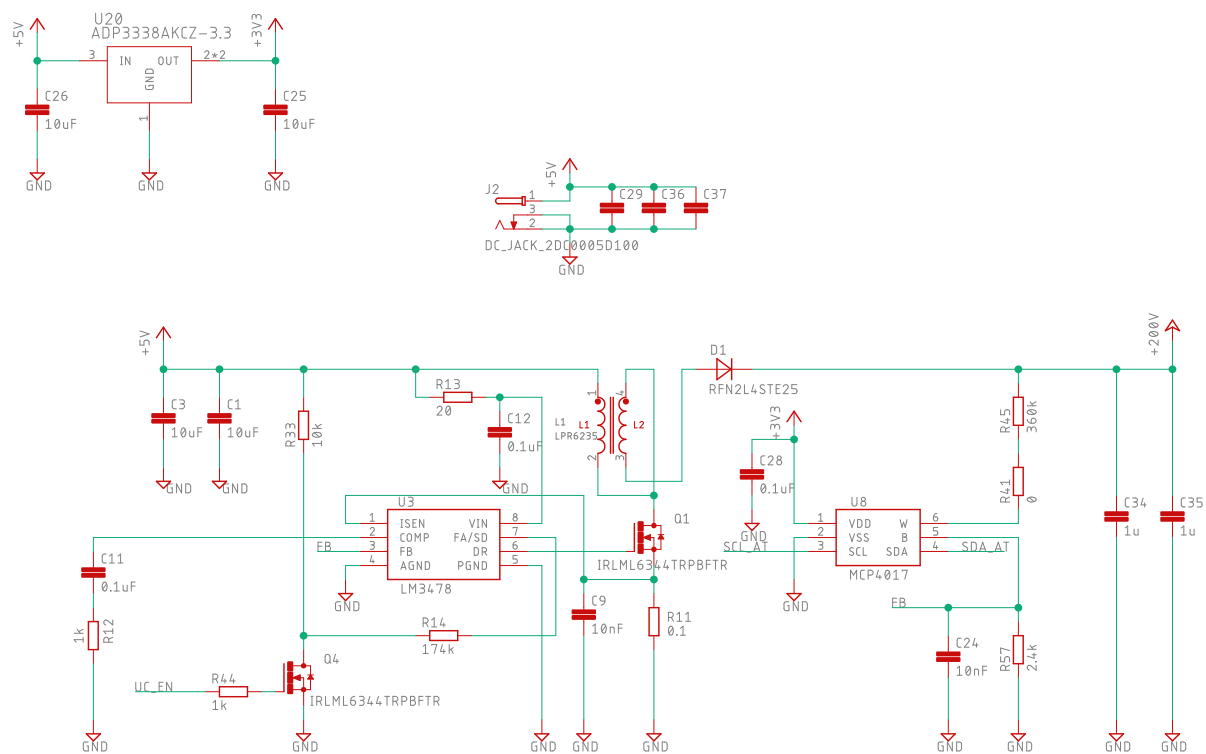 U20
ADP3338AKCZ-3.3
+5V
+3V3
3
IN
OUT
2*2
GND
1
C26
10uF
C25
10uF
GND
GND
GND
+5V
J2
1
3
2
C29
C36
C37
DC_JACK_2DC0005D100
GND
+5V
+200V
D1
RFN2L4STE25
R13
20
C3
10uF
C1
10uF
R33
10k
C12
0.1uF
GND
GND
GND
1
4
L1
LPR6235
L1
L2
2
3
+3V3
C28
0.1uF
GND
R45
360k
R41
0
C34
1u
C35
1u
U3
1
ISEN
VIN
8
2
COMP
FA/SD
7
FB
3
FB
DR
6
4
AGND
PGND
5
LM3478
GND
Q1
IRLML6344TRPBFTR
U8
1
VDD
W
6
2
VSS
B
5
SCL_AT
3
SCL
SDA
4
SDA_AT
MCP4017
GND
C11
0.1uF
1k
R12
C9
10nF
R11
0.1
FB
C24
10nF
R57
2.4k
R14
174k
Q4
IRLML6344TRPBFTR
UC_EN
R44
1k
GND
GND
GND
GND
GND
GND
GND
GND
GND